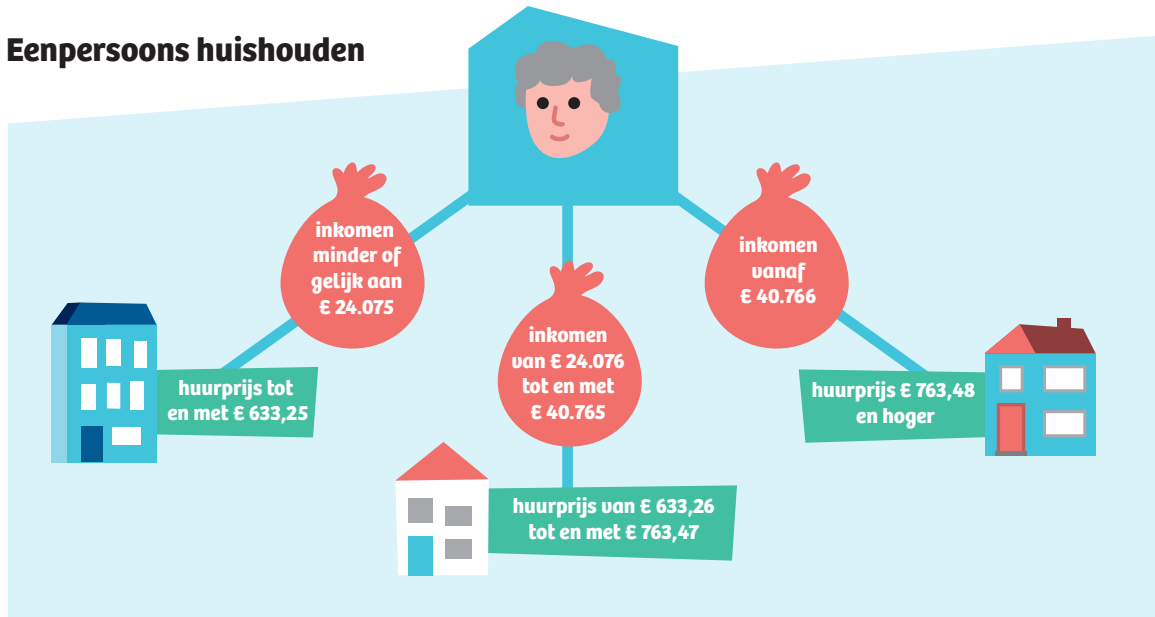 Eenpersoons huishouden
inkomen
minder of
gelijk aan
€ 24.075
huurprijs tot
en met € 633,25
inkomen
van € 24.076
tot en met
€ 40.765
huurprijs van € 633,26
tot en met € 763,47
inkomen
vanaf
€ 40.766
huurprijs € 763,48
en hoger